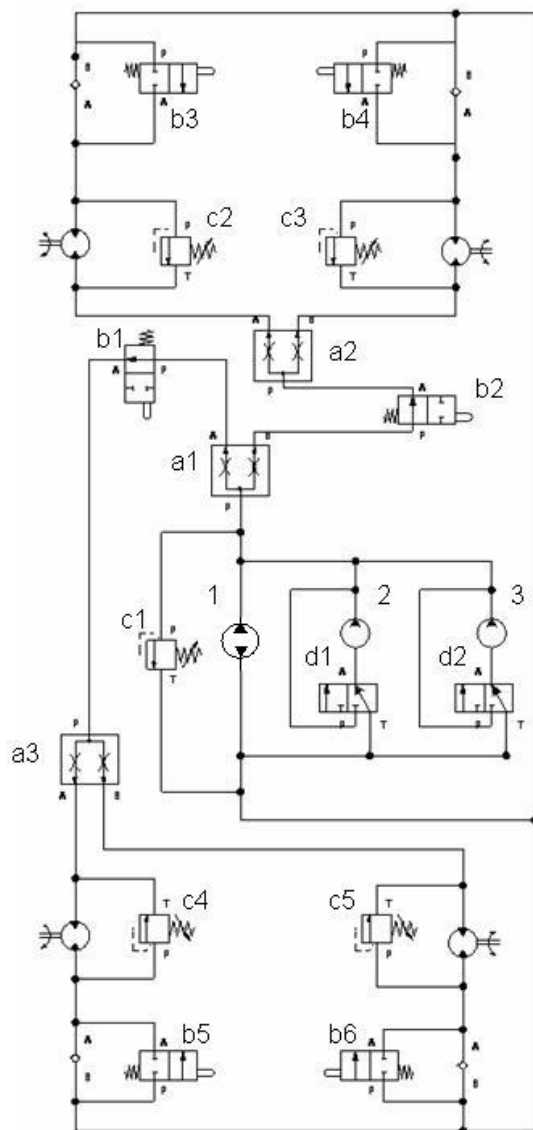 P P
B B
A A
A A
b3 b4
c2 c3
P P
T T
A B
b1
a2
A P
A
b2
P
A B
a1
P
1 2 3
c1
P
d1 d2
A A
T
P T P T
P
a3
A B
T T
c4 c5
P P
b5 b6
A A A A
B P P B